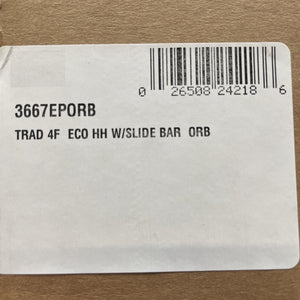 0 26508 24218 6
3667EPORB
TRAD 4F ECO HH W/SLIDE BAR ORB